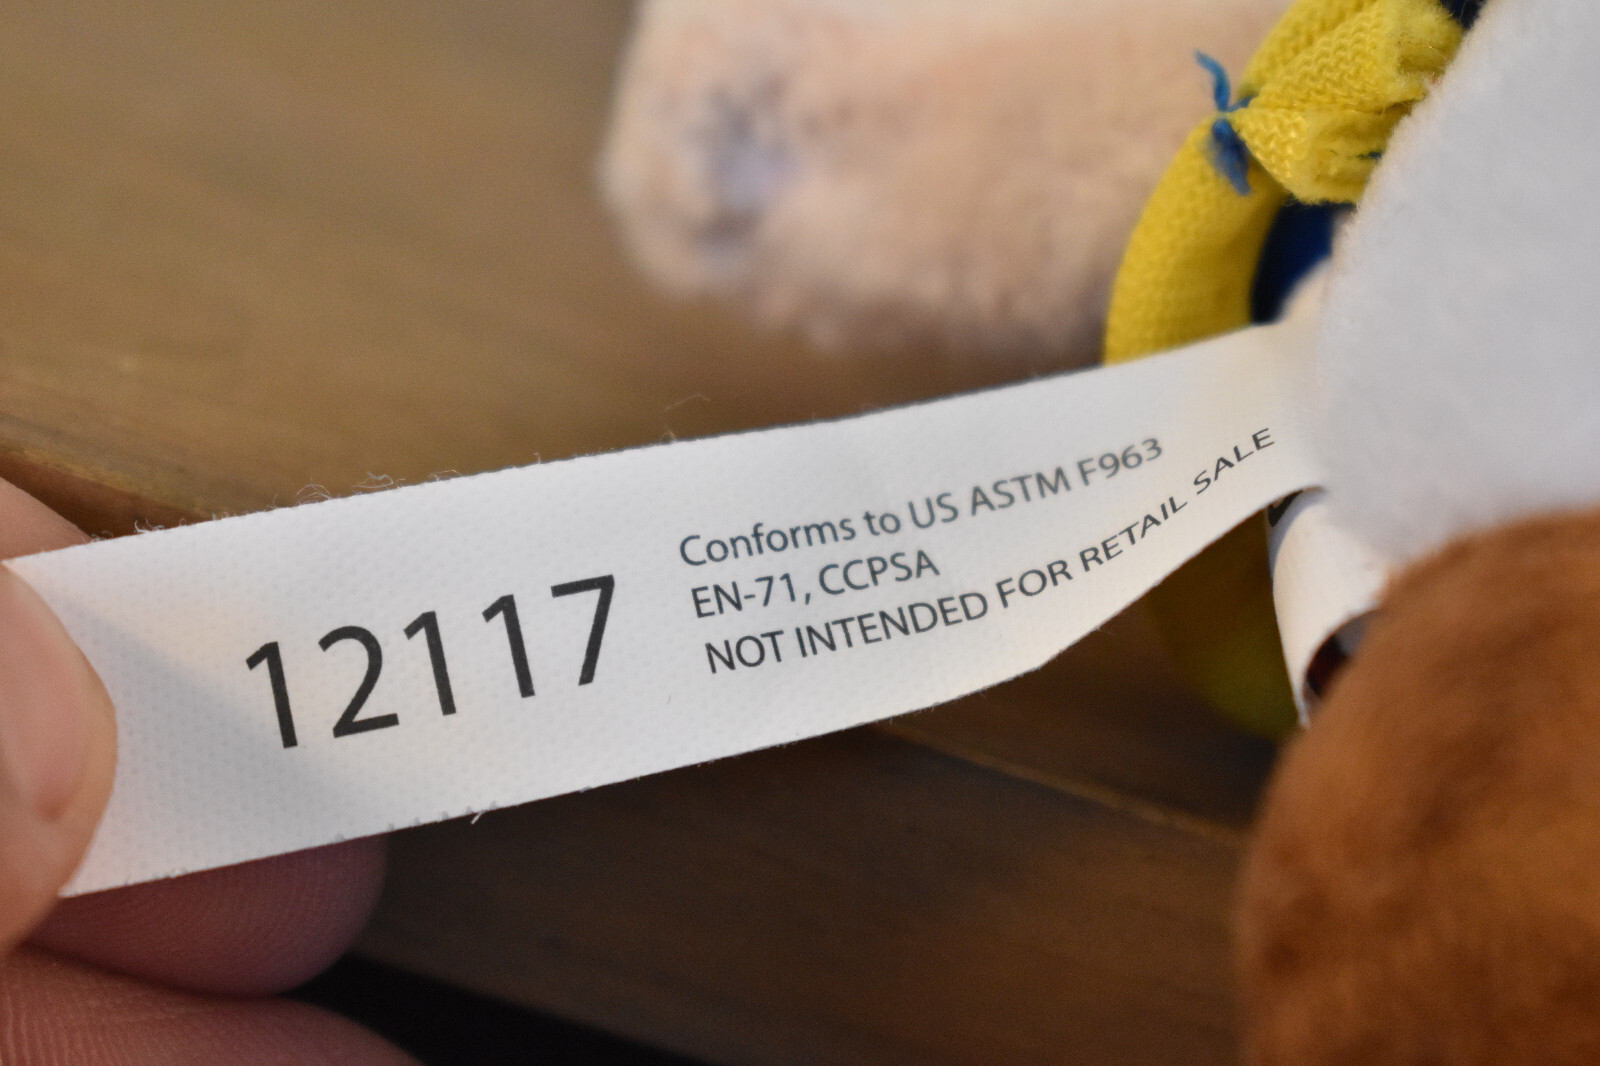 12117
Conforms to US ASTM F963
EN-71, CCPSA
NOT INTENDED FOR RETAIL SALE